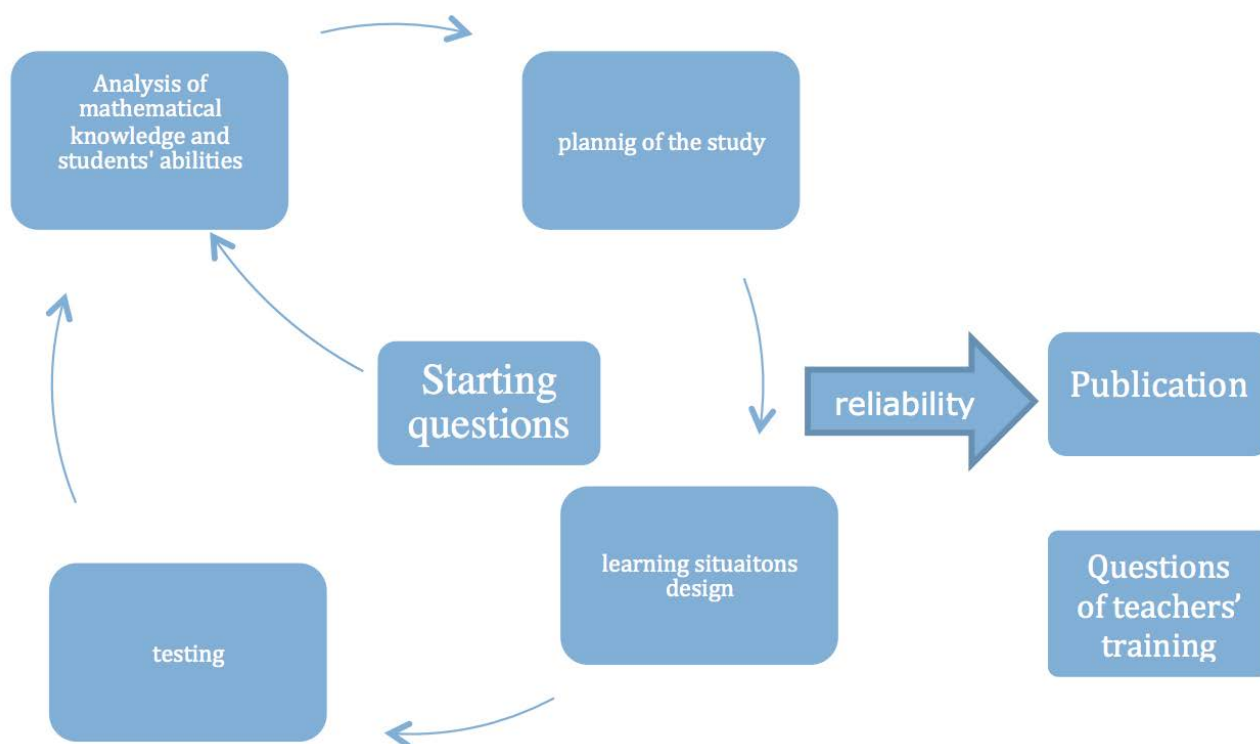 Analysis of
mathematical
knowledge and
students' abilities
plannig of the study
Starting
questions
reliability
Publication
learning situaitons
design
testing
Questions
of teachers’
training